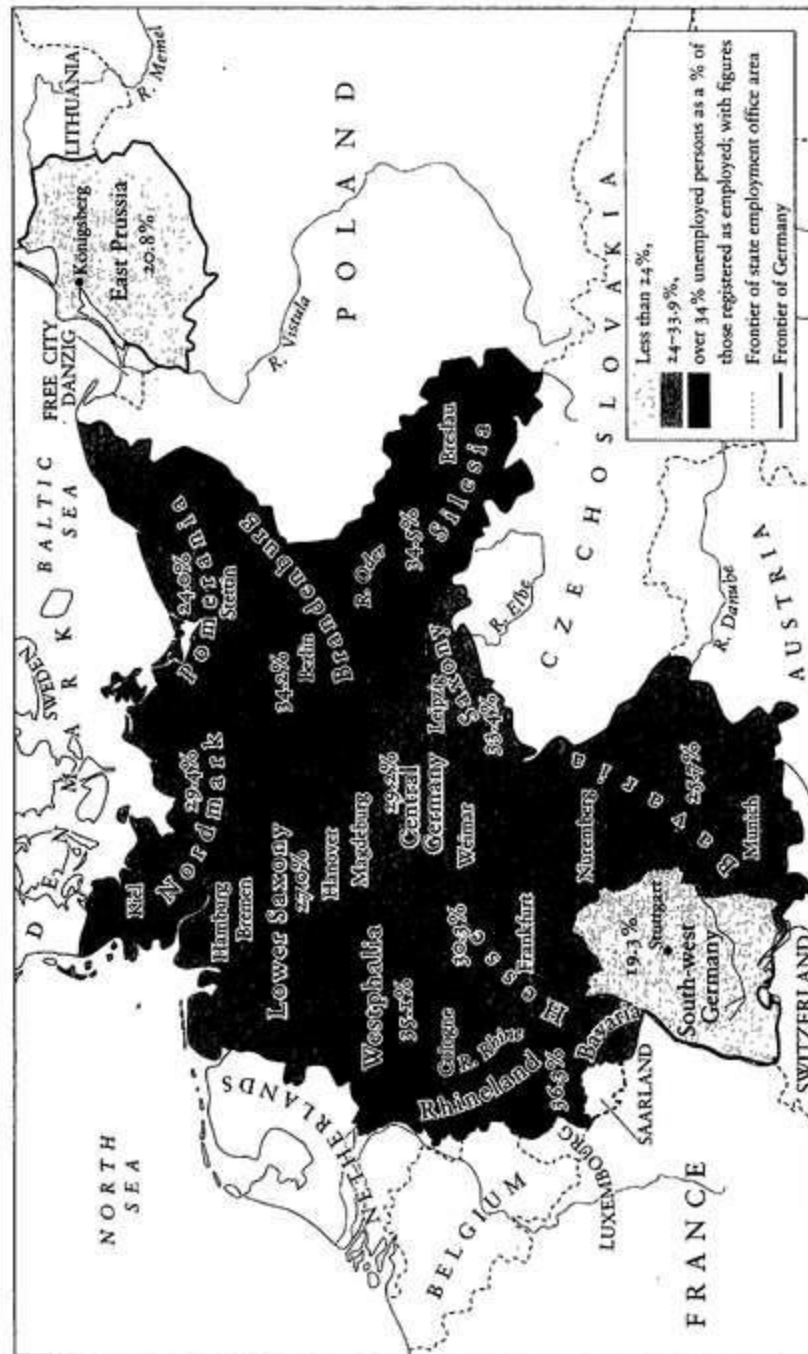 NORTH
SEA
DENMARK
SWEDEN
BALTIC
SEA
FREE CITY
DANZIG
LITHUANIA
R. Memel
Königsberg
East Prussia
20.8%
Kiel
Nordmark
29.4%
Hamburg
Bremen
Pomerania
24.0%
Stettin
Lower Saxony
27.0%
Hanover
Magdeburg
34.2%
Berlin
Brandenburg
R. Oder
R. Vistula
POLAND
NETHERLANDS
Westphalia
35.1%
Central
Germany
29.2%
Leipzig
Saxony
33.4%
34.5%
Silesia
Breslau
BELGIUM
Cologne
R. Rhine
Rhineland
36.3%
30.3%
Hesse
Frankfurt
Weimar
R. Elbe
CZECHOSLOVAKIA
LUXEMBOURG
SAARLAND
Bavaria
Nuremberg
Bavaria
23.7%
Munich
FRANCE
19.3%
Stuttgart
South-west
Germany
SWITZERLAND
R. Danube
AUSTRIA
Less than 24%,
24–33.9%,
over 34% unemployed persons as a % of
those registered as employed; with figures
Frontier of state employment office area
Frontier of Germany